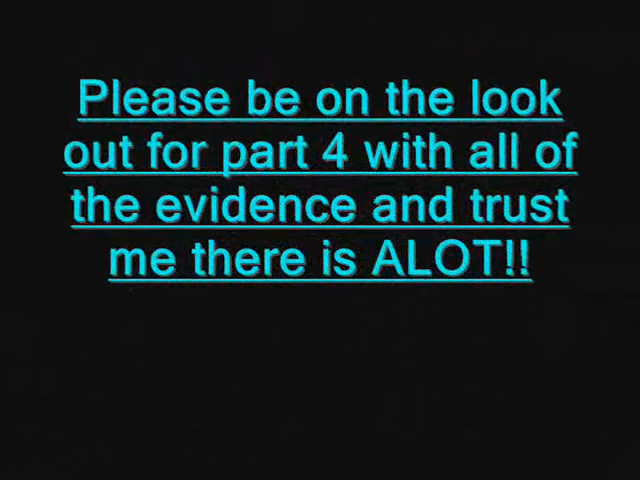 Please be on the look
out for part 4 with all of
the evidence and trust
me there is ALOT!!